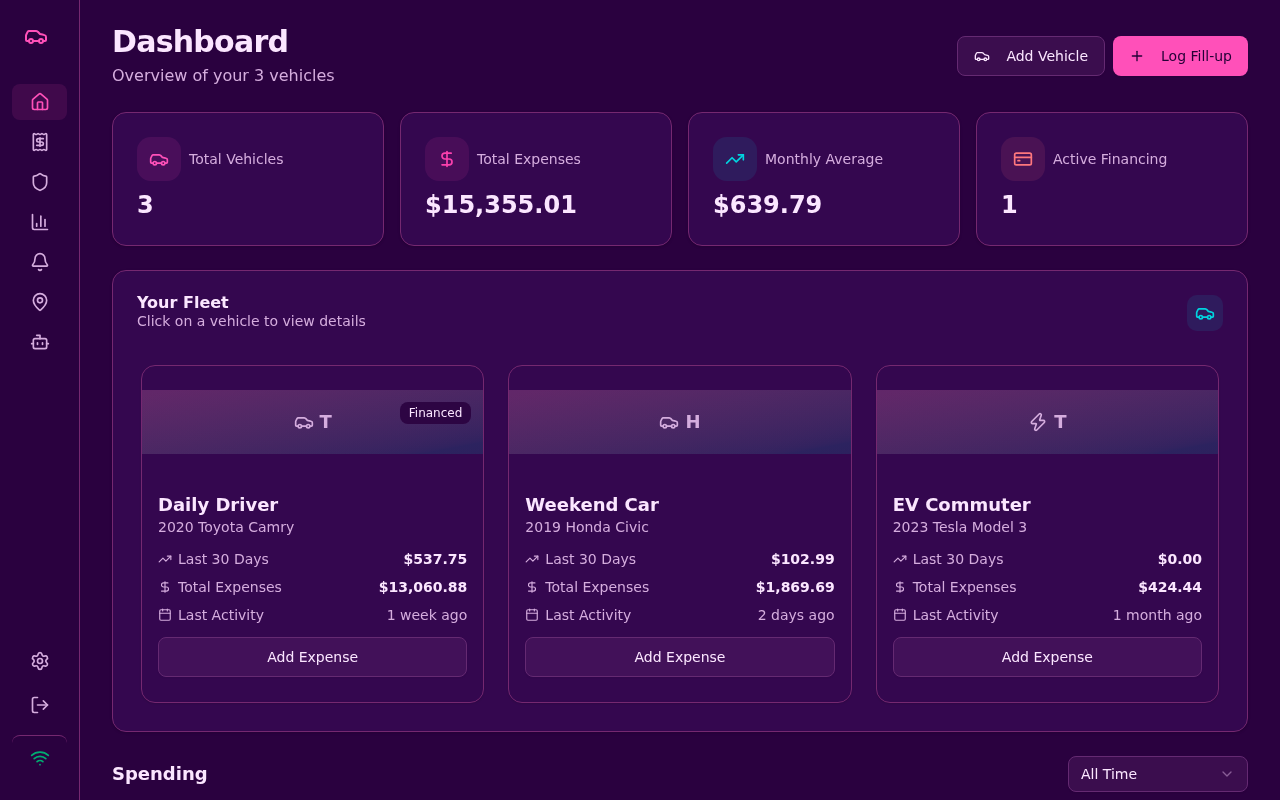 Dashboard
Overview of your 3 vehicles
Add Vehicle
Log Fill-up
Total Vehicles
3
Total Expenses
$15,355.01
Monthly Average
$639.79
Active Financing
1
Your Fleet
Click on a vehicle to view details
T
Financed
Daily Driver
2020 Toyota Camry
Last 30 Days $537.75
Total Expenses $13,060.88
Last Activity 1 week ago
Add Expense
H
Weekend Car
2019 Honda Civic
Last 30 Days $102.99
Total Expenses $1,869.69
Last Activity 2 days ago
Add Expense
T
EV Commuter
2023 Tesla Model 3
Last 30 Days $0.00
Total Expenses $424.44
Last Activity 1 month ago
Add Expense
Spending
All Time